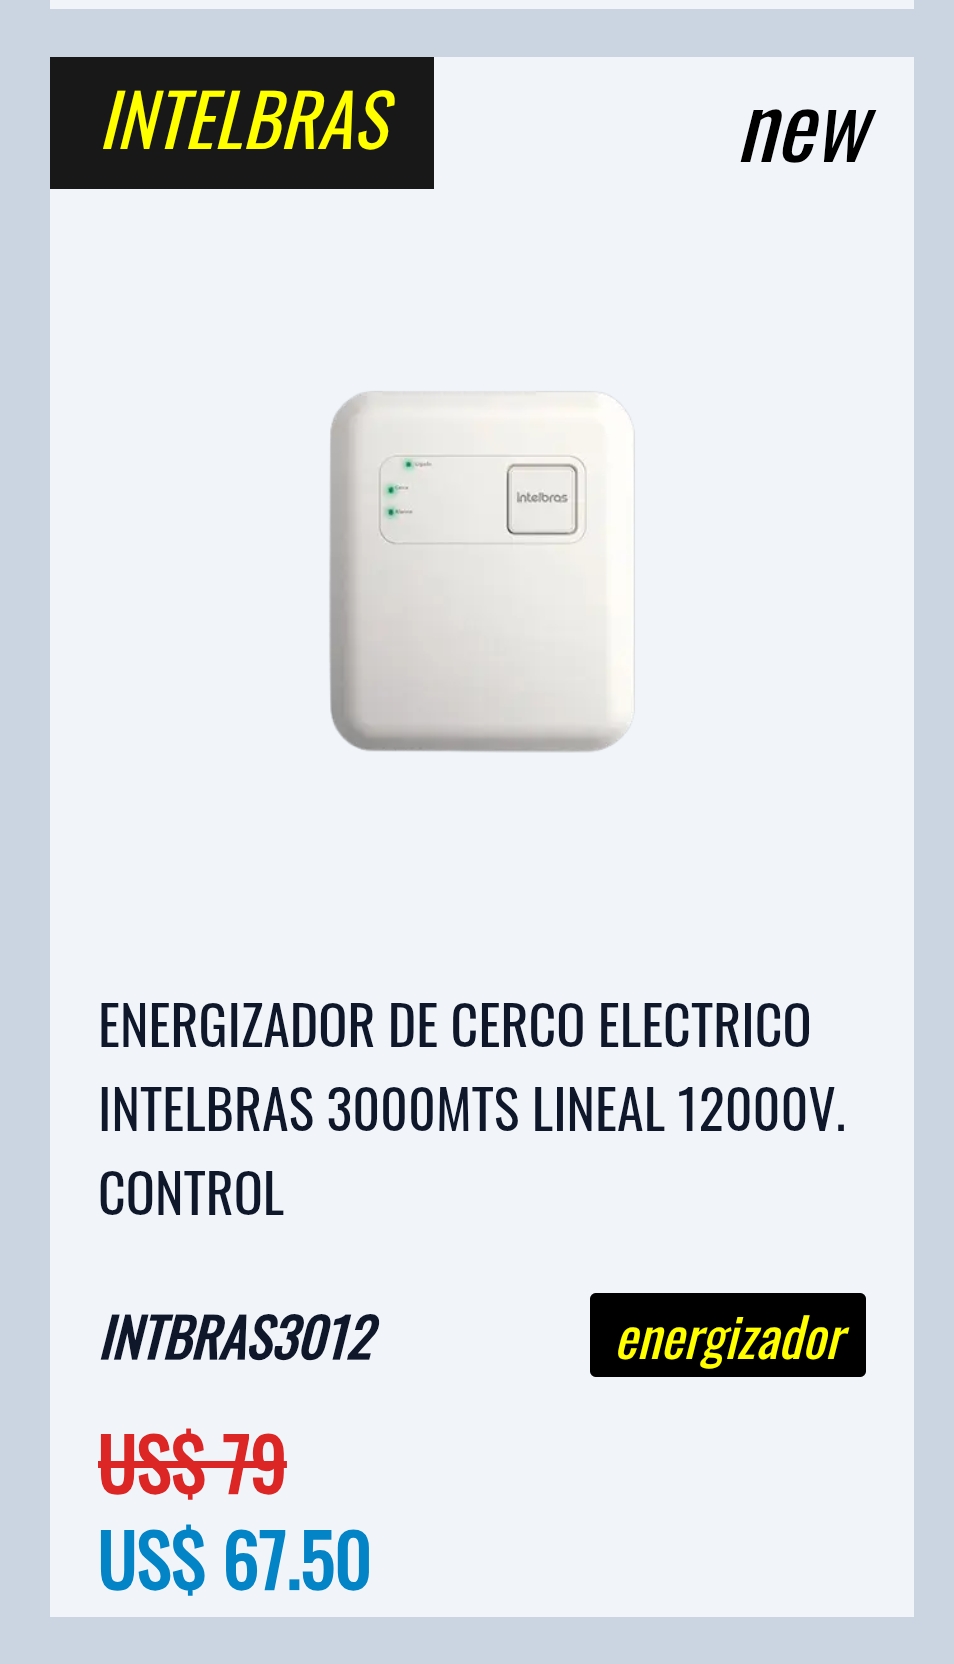 INTELBRAS
new
intelbras
ENERGIZADOR DE CERCO ELECTRICO
INTELBRAS 3000MTS LINEAL 12000V.
CONTROL
INTBRAS3012
energizador
US$ 79
US$ 67.50